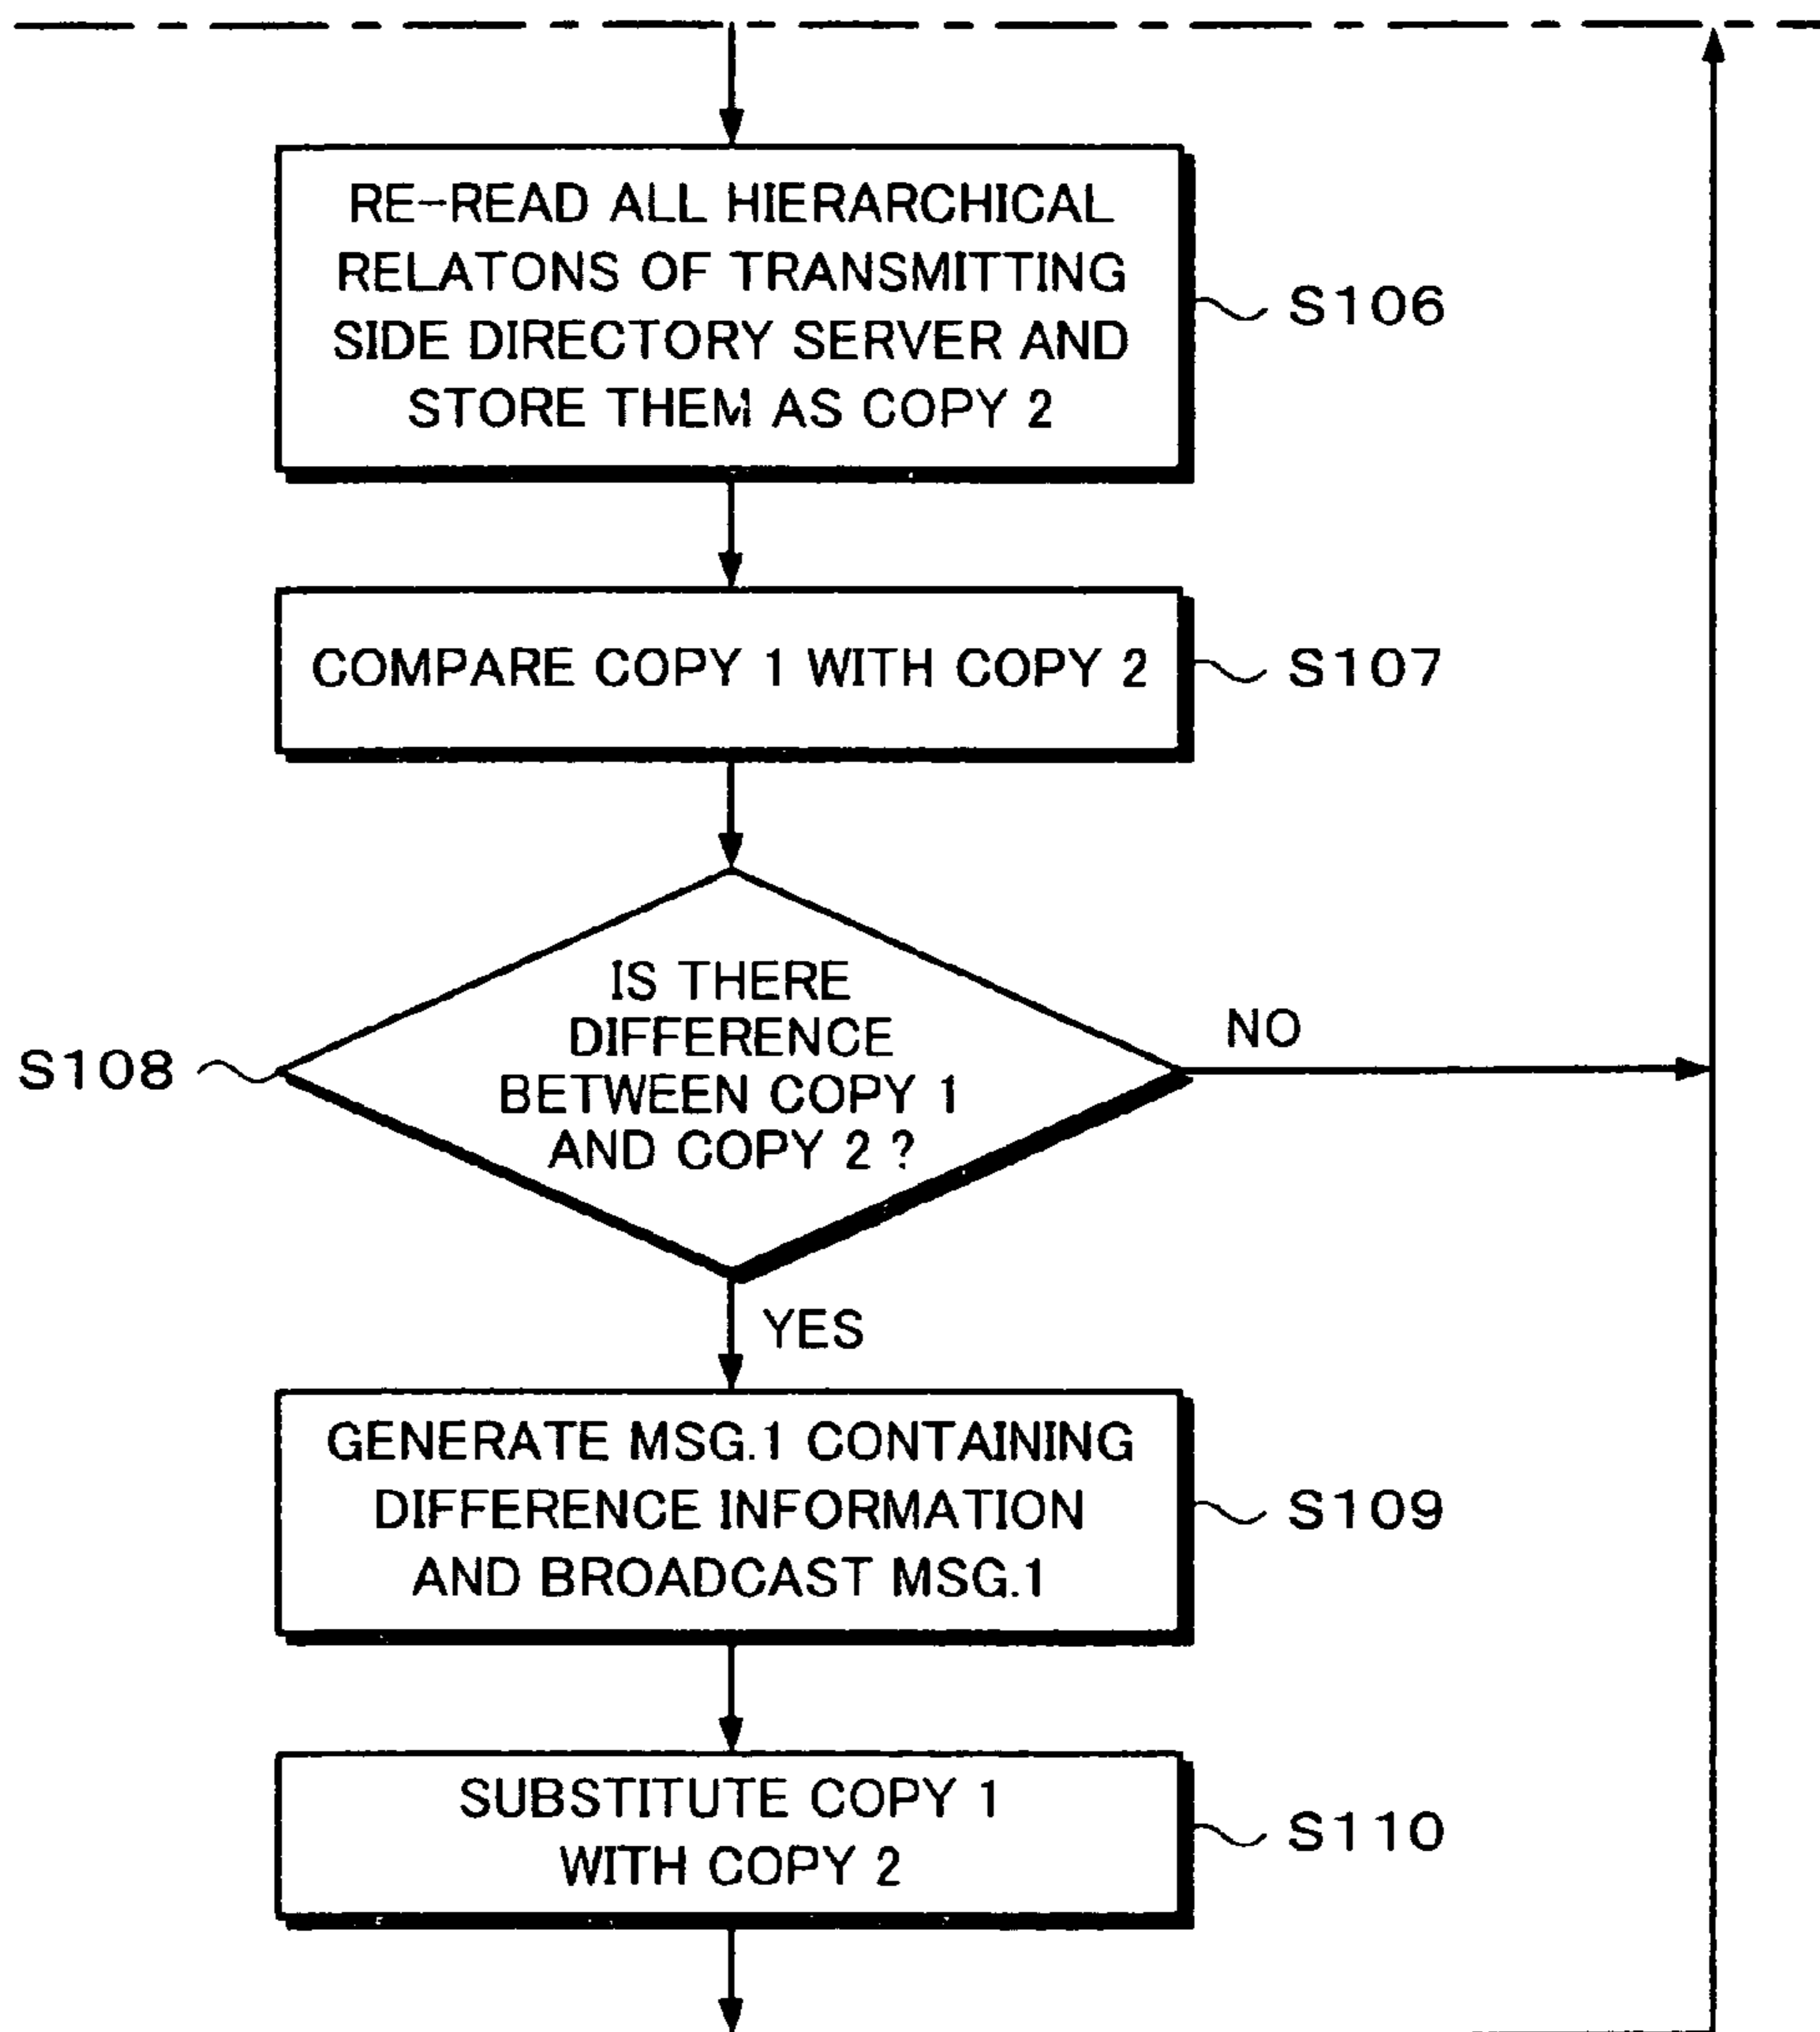 RE-READ ALL HIERARCHICAL
RELATONS OF TRANSMITTING
SIDE DIRECTORY SERVER AND
STORE THEM AS COPY 2
S106
COMPARE COPY 1 WITH COPY 2
S107
IS THERE
DIFFERENCE
BETWEEN COPY 1
AND COPY 2 ?
S108
NO
YES
GENERATE MSG.1 CONTAINING
DIFFERENCE INFORMATION
AND BROADCAST MSG.1
S109
SUBSTITUTE COPY 1
WITH COPY 2
S110